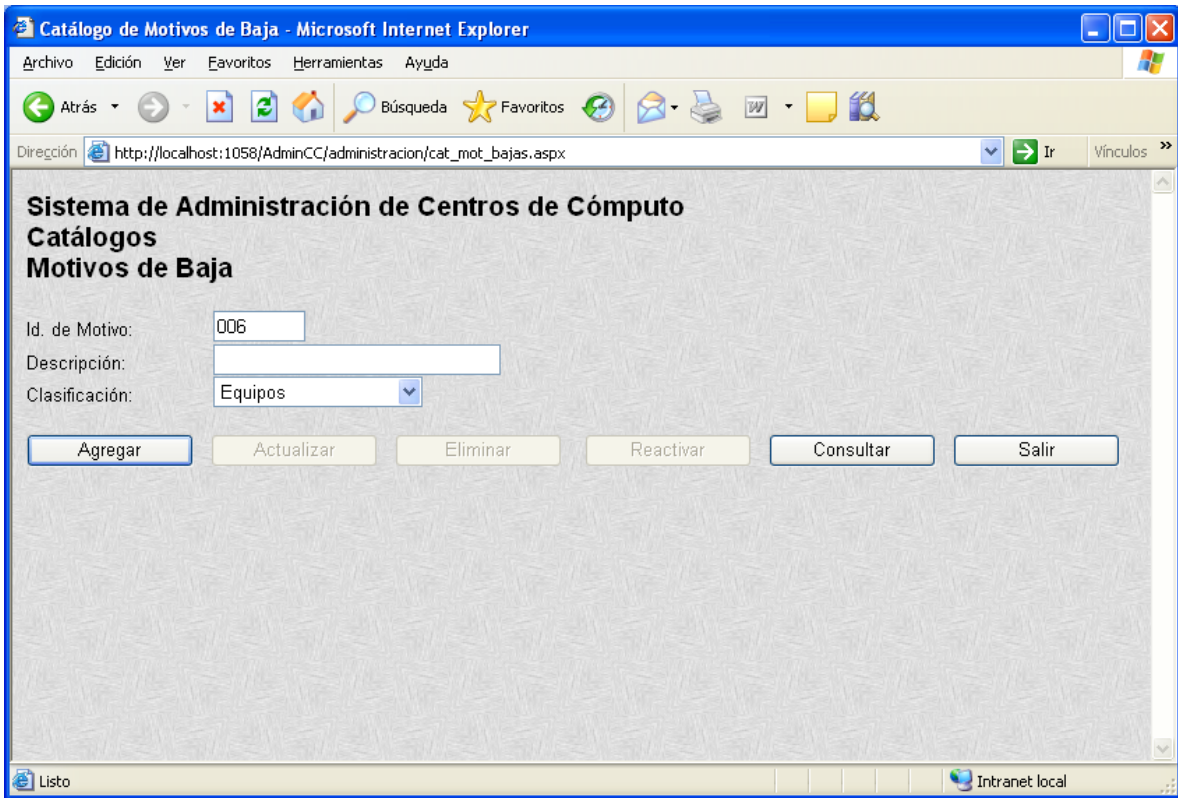 Catálogo de Motivos de Baja - Microsoft Internet Explorer
Archivo Edición Ver Favoritos Herramientas Ayuda
Atrás Búsqueda Favoritos W
Dirección http://localhost:1058/AdminCC/administracion/cat_mot_bajas.aspx Ir Vínculos »
Sistema de Administración de Centros de Cómputo
Catálogos
Motivos de Baja
Id. de Motivo: 006
Descripción:
Clasificación: Equipos
Agregar Actualizar Eliminar Reactivar Consultar Salir
Listo Intranet local